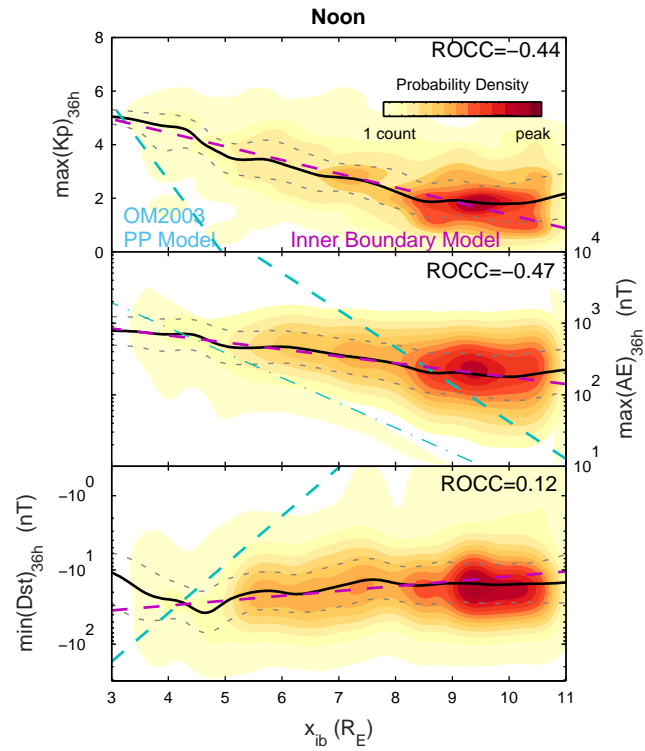 Noon
8
6
4
2
0
max(Kp)36h
ROCC=−0.44
Probability Density
1 count peak
OM2003
PP Model
Inner Boundary Model
10^4
10^3
10^2
10^1
max(AE)36h (nT)
ROCC=−0.47
−10^0
−10^1
−10^2
min(Dst)36h (nT)
ROCC=0.12
3 4 5 6 7 8 9 10 11
x_ib (R_E)